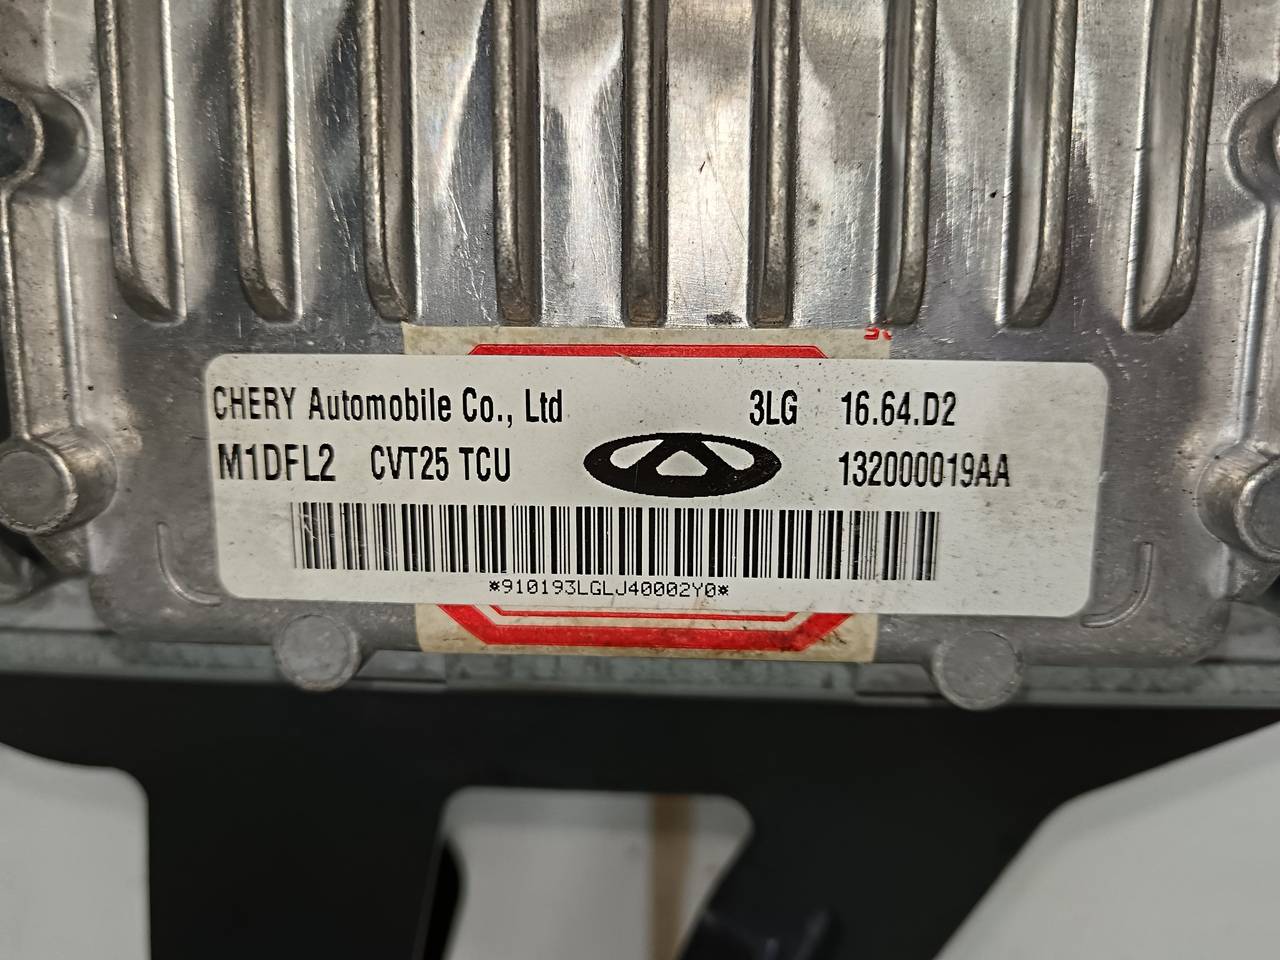 CHERY Automobile Co., Ltd 3LG 16.64.D2
M1DFL2 CVT25 TCU 132000019AA
*910193LGLJ40002Y0*